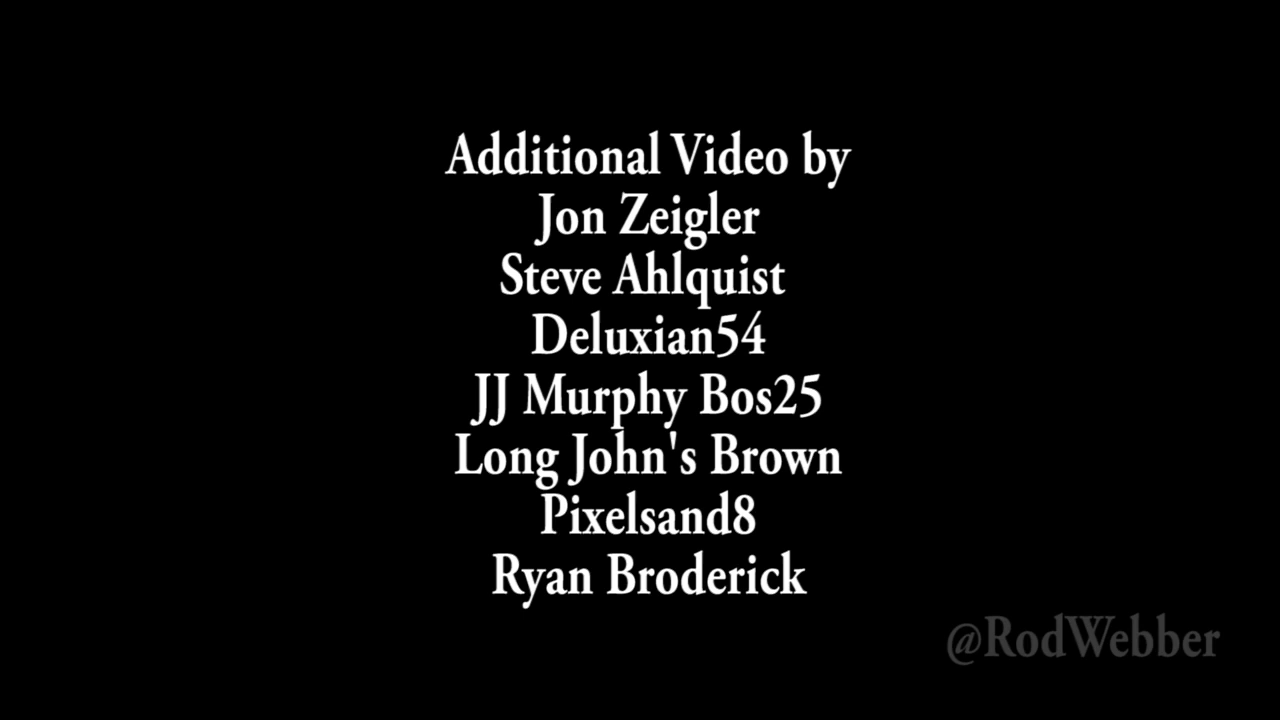 Additional Video by
Jon Zeigler
Steve Ahlquist
Deluxian54
JJ Murphy Bos25
Long John's Brown
Pixelsand8
Ryan Broderick
@RodWebber